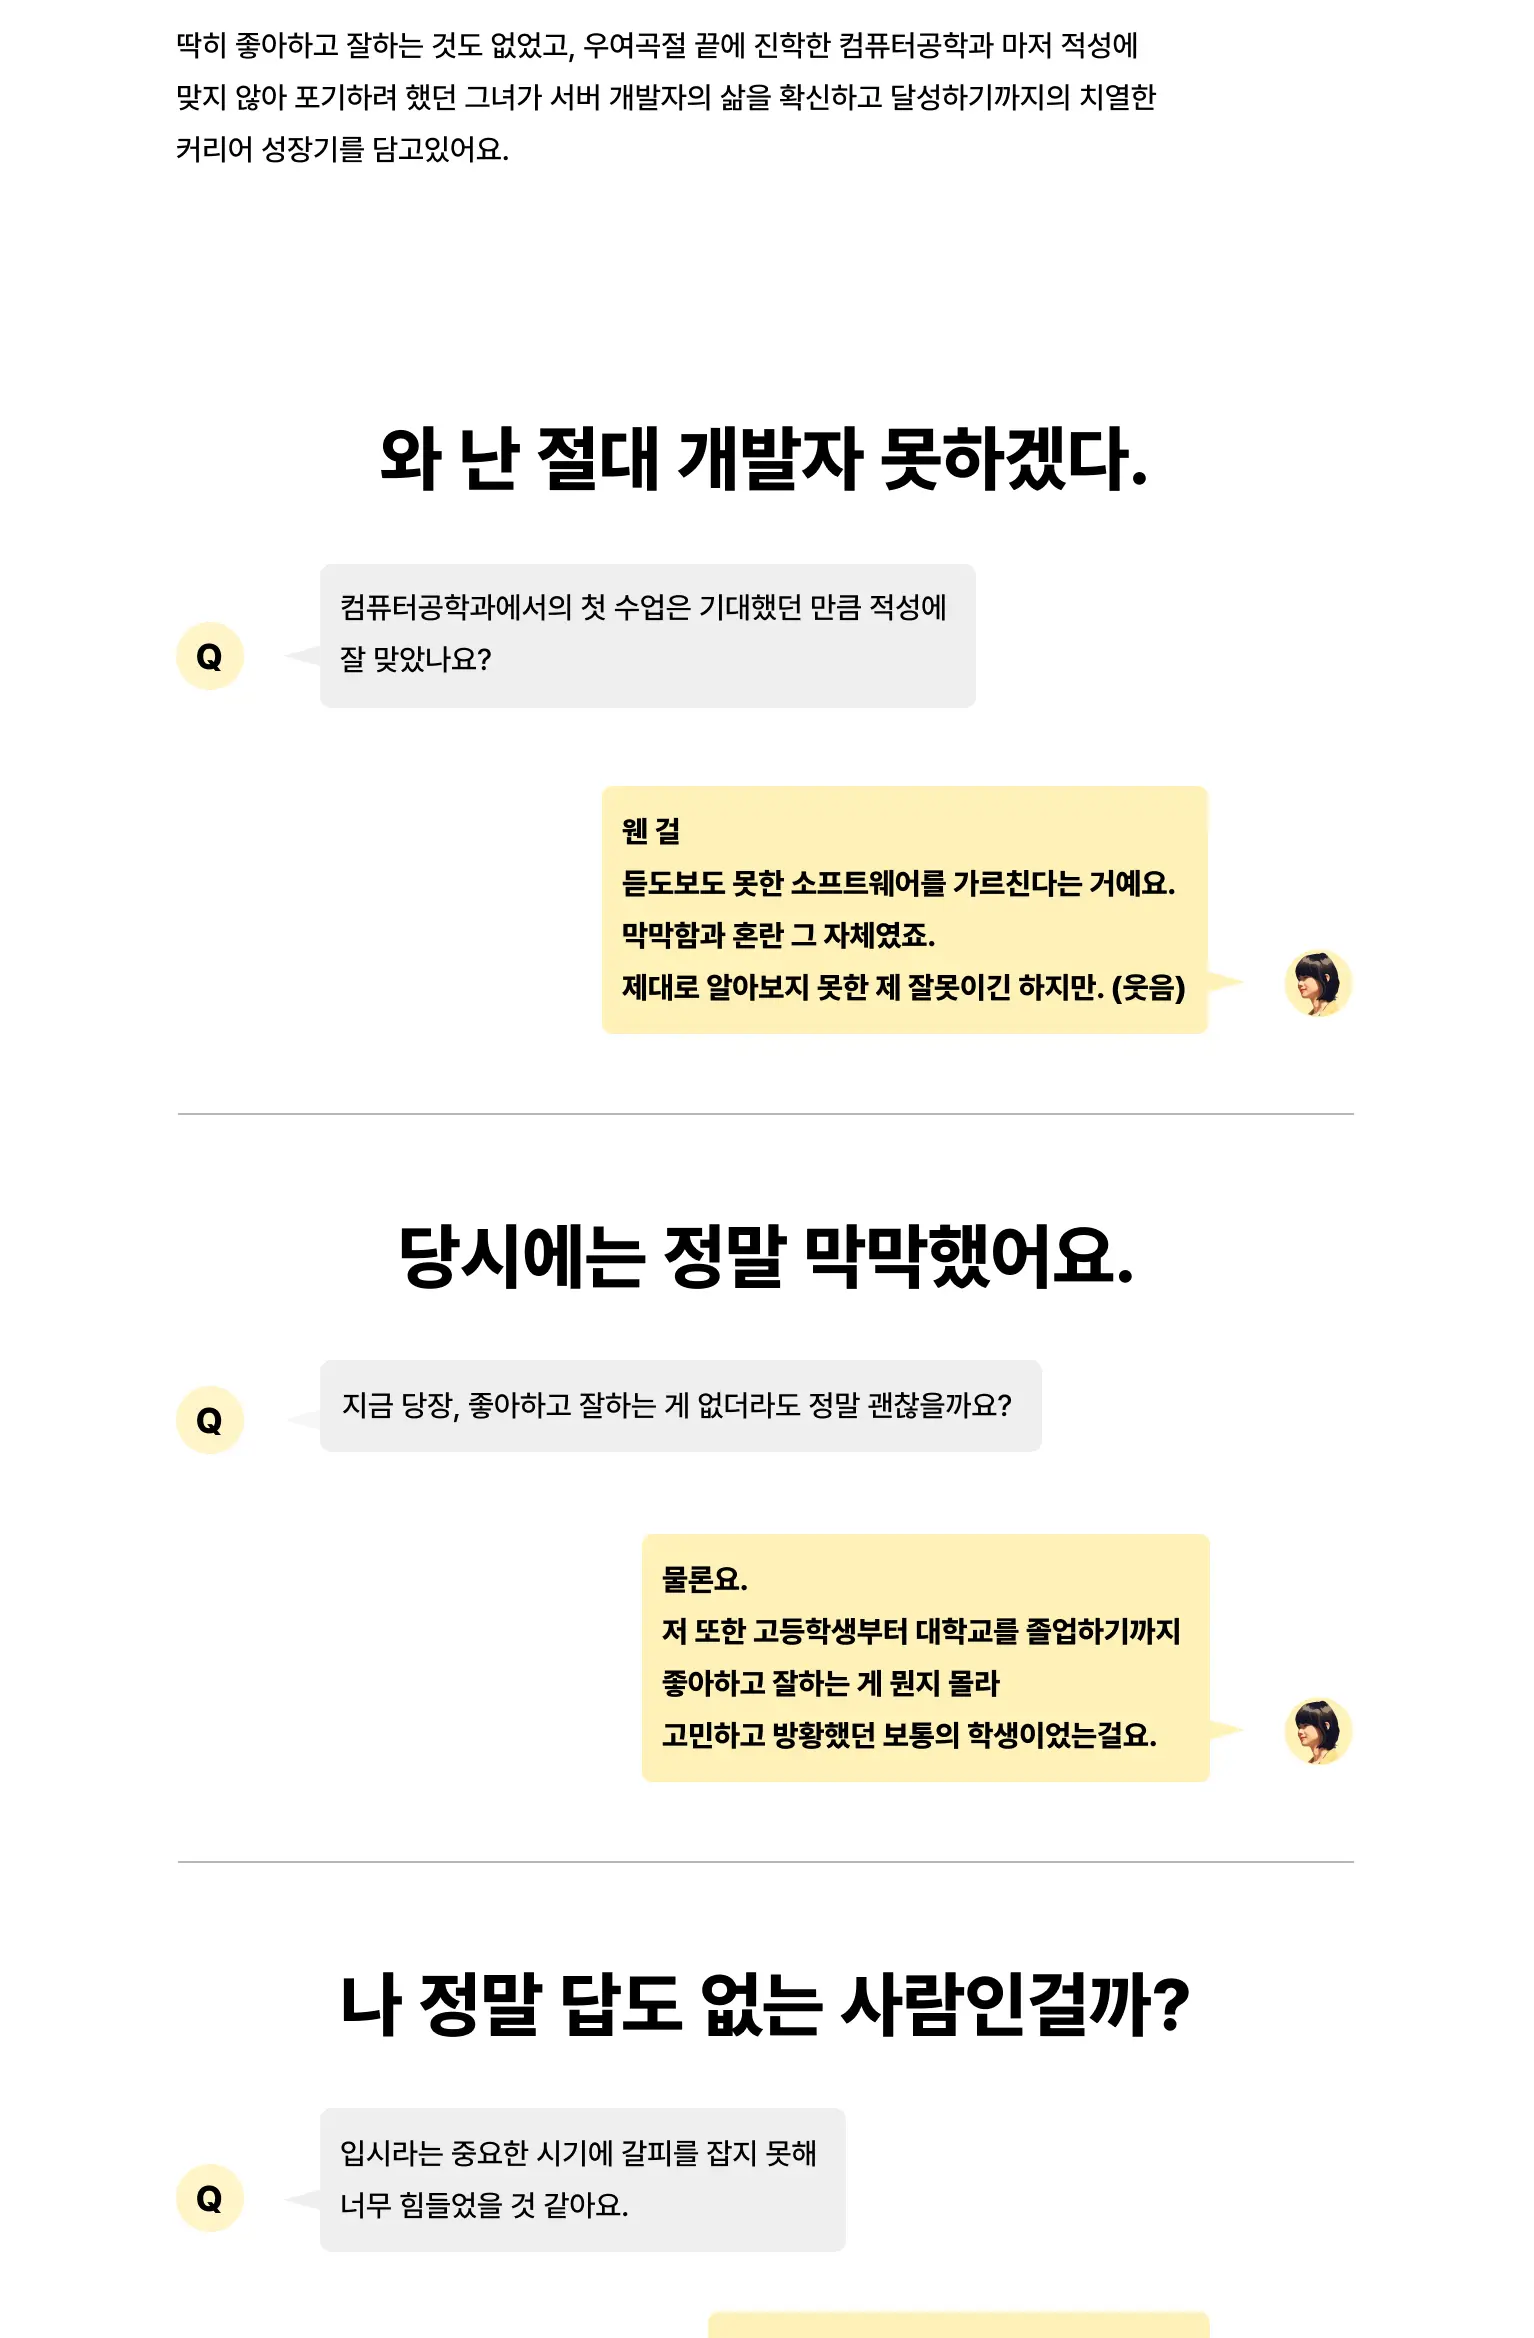 딱히 좋아하고 잘하는 것도 없었고, 우여곡절 끝에 진학한 컴퓨터공학과 마저 적성에
맞지 않아 포기하려 했던 그녀가 서버 개발자의 삶을 확신하고 달성하기까지의 치열한
커리어 성장기를 담고있어요.
와 난 절대 개발자 못하겠다.
컴퓨터공학과에서의 첫 수업은 기대했던 만큼 적성에
잘 맞았나요?
Q
웬 걸
듣도보도 못한 소프트웨어를 가르친다는 거예요.
막막함과 혼란 그 자체였죠.
제대로 알아보지 못한 제 잘못이긴 하지만. (웃음)
당시에는 정말 막막했어요.
Q
지금 당장, 좋아하고 잘하는 게 없더라도 정말 괜찮을까요?
물론요.
저 또한 고등학생부터 대학교를 졸업하기까지
좋아하고 잘하는 게 뭔지 몰라
고민하고 방황했던 보통의 학생이었는걸요.
나 정말 답도 없는 사람인걸까?
입시라는 중요한 시기에 갈피를 잡지 못해
너무 힘들었을 것 같아요.
Q